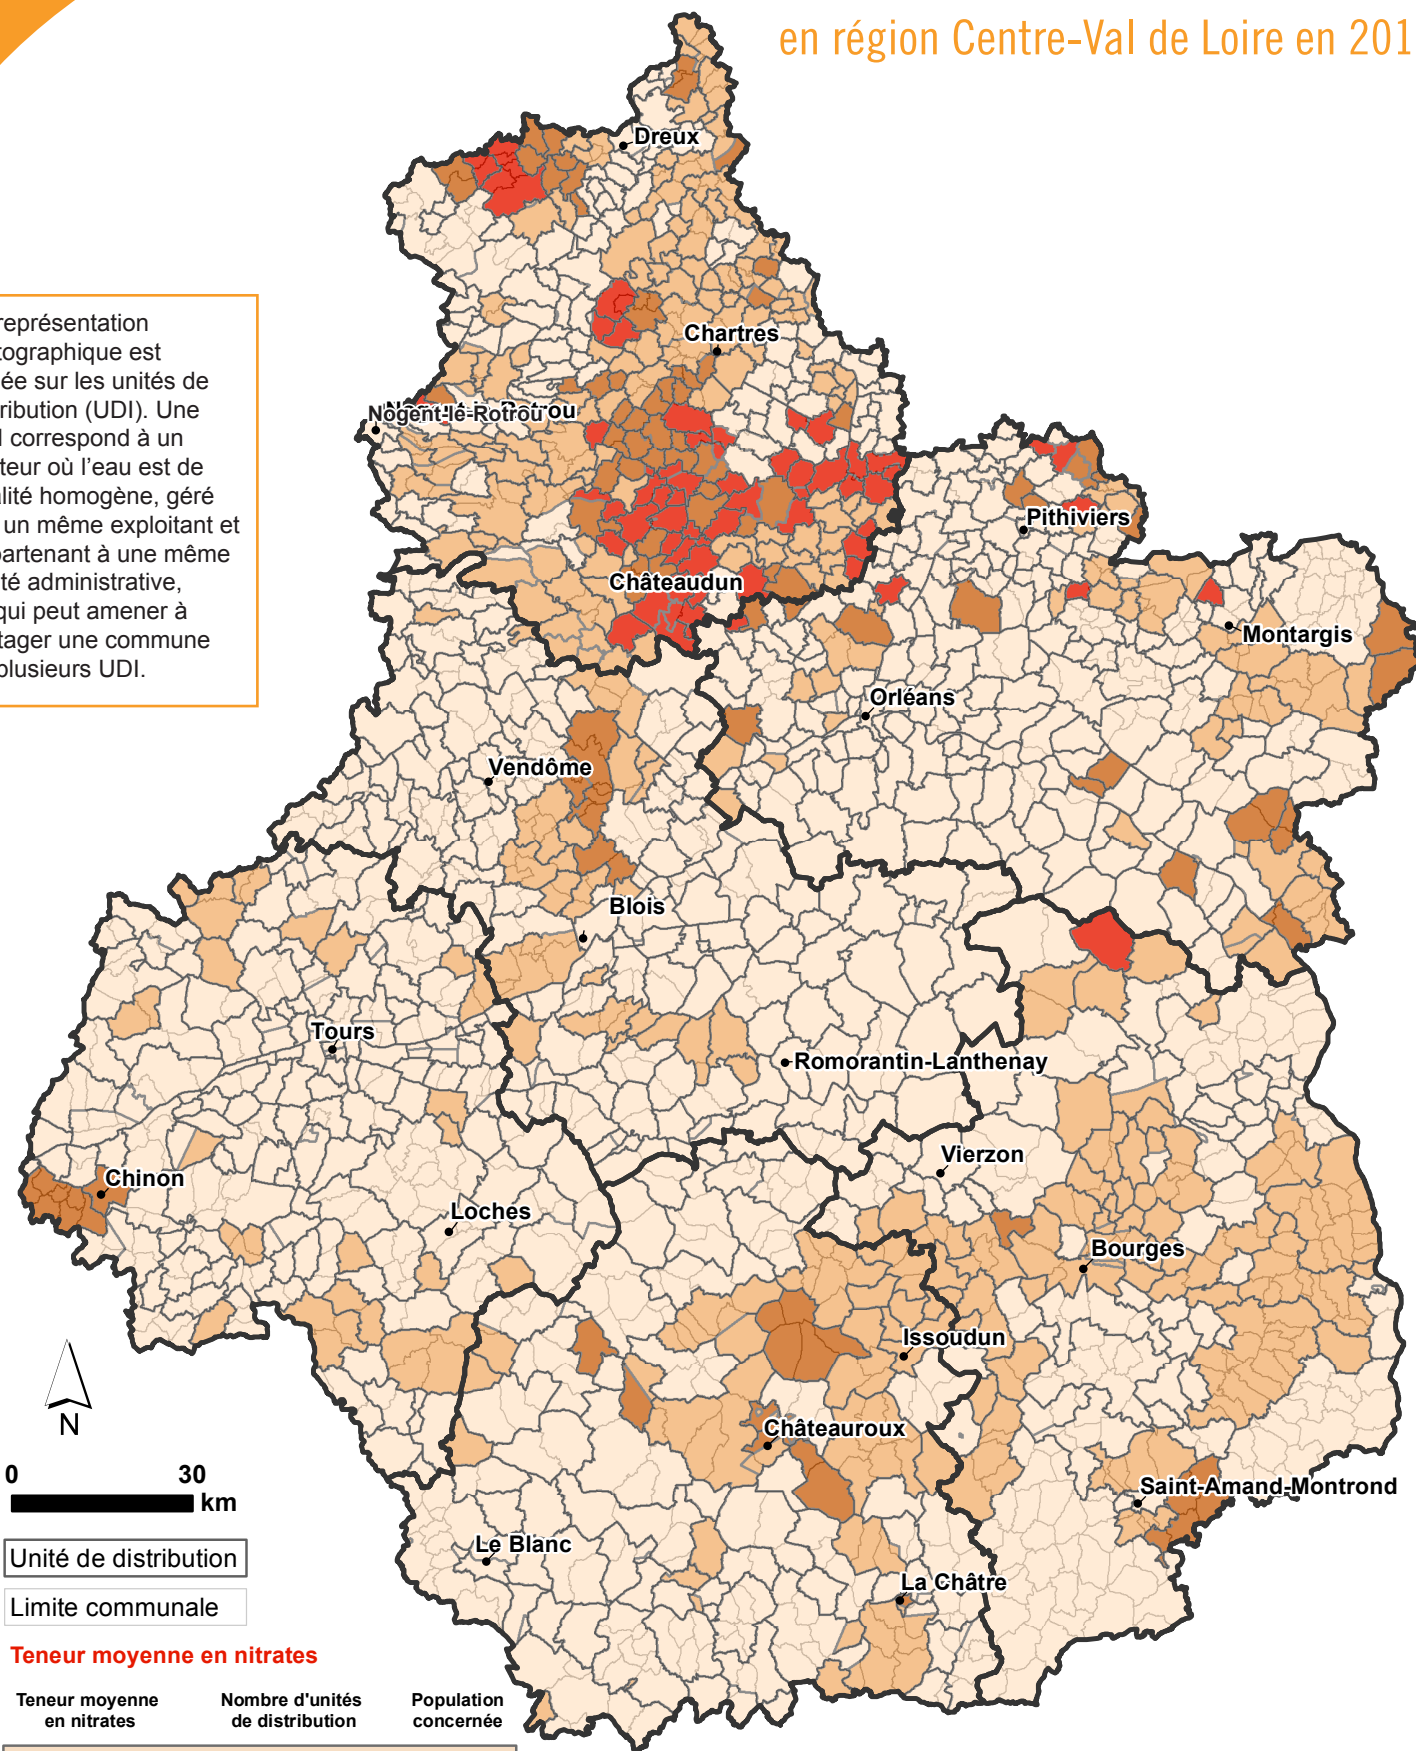 en région Centre-Val de Loire en 201
représentation
tographique est
ée sur les unités de
tribution (UDI). Une
correspond à un
teur où l'eau est de
alité homogène, géré
un même exploitant et
partenant à une même
ité administrative,
qui peut amener à
tager une commune
plusieurs UDI.
Dreux
Chartres
Nogent-le-Rotrou
Pithiviers
Châteaudun
Montargis
Orléans
Vendôme
Blois
Tours
Romorantin-Lanthenay
Vierzon
Chinon
Loches
Bourges
Issoudun
Châteauroux
Saint-Amand-Montrond
Le Blanc
La Châtre
N
0 30
km
Unité de distribution
Limite communale
Teneur moyenne en nitrates
Teneur moyenne Nombre d'unités Population
en nitrates de distribution concernée